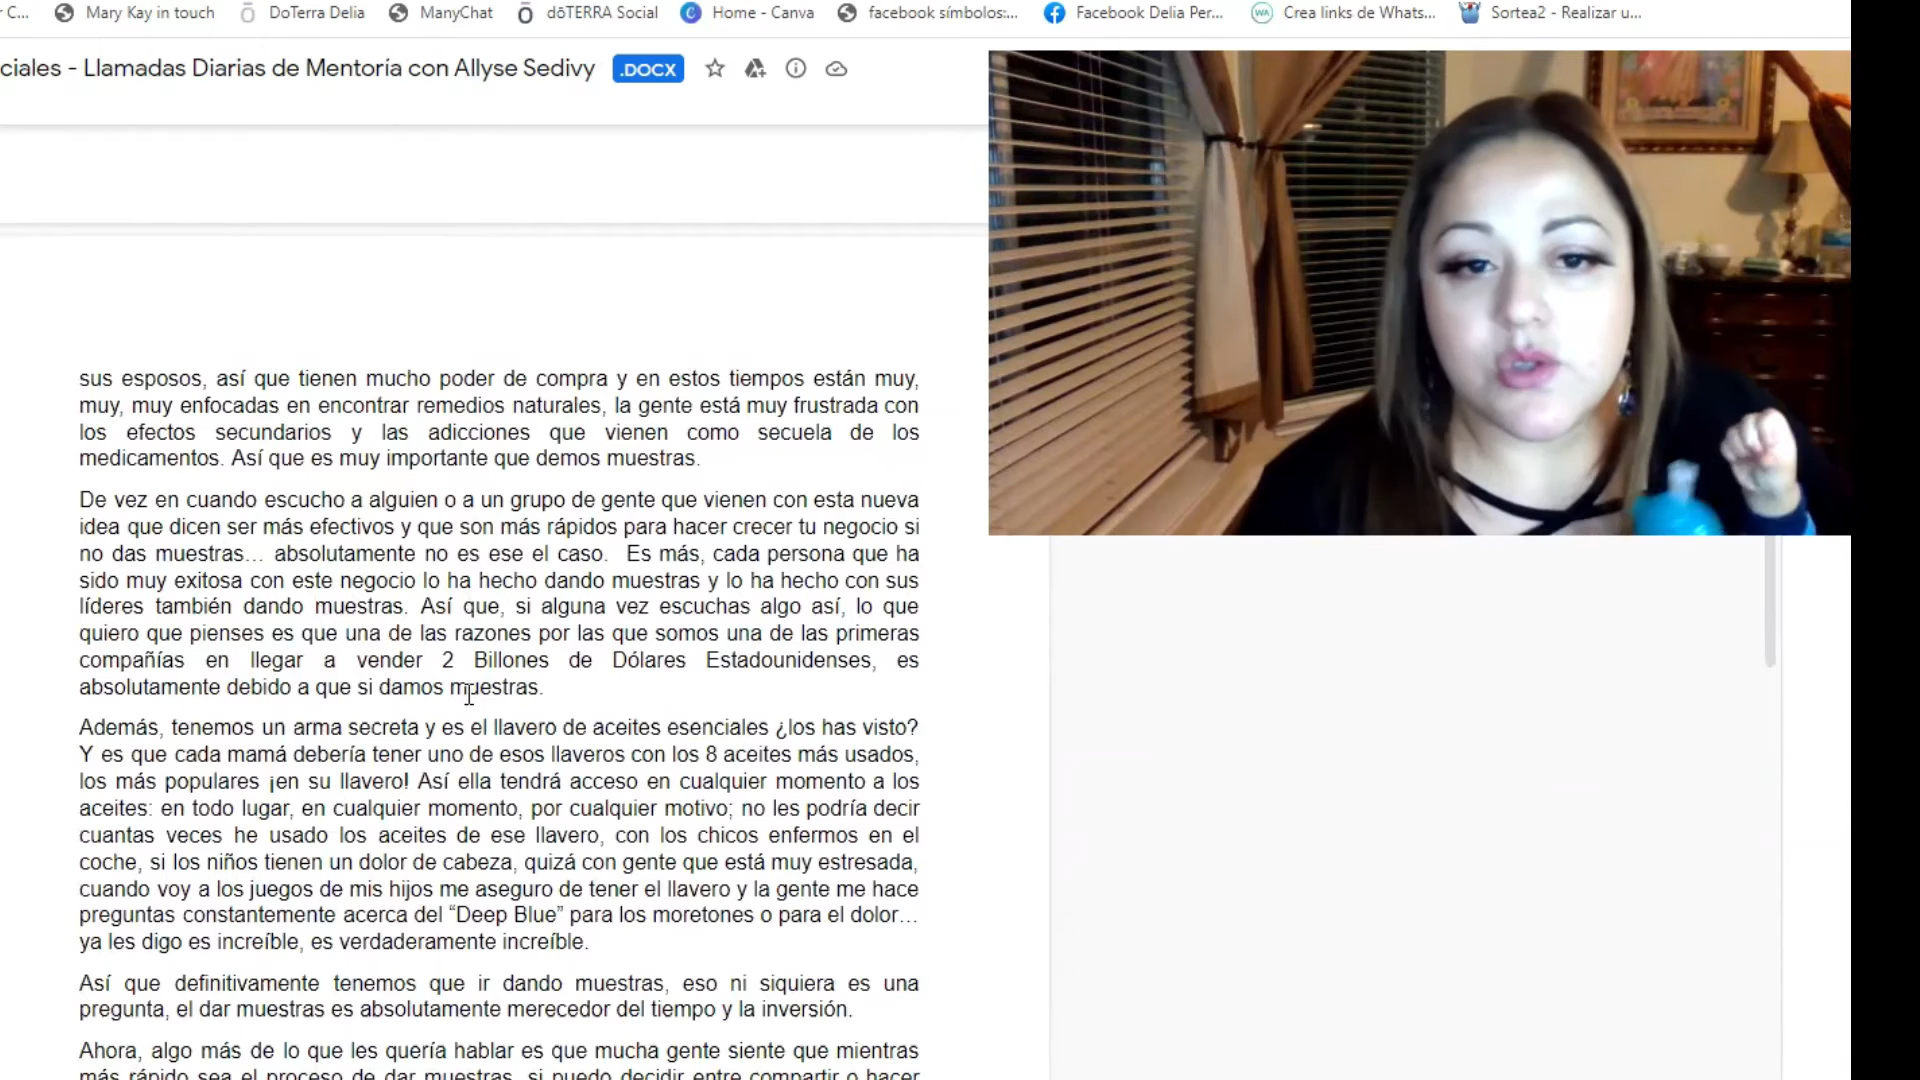 C...
Mary Kay in touch
DoTerra Delia
ManyChat
dōTERRA Social
Home - Canva
facebook símbolos:...
Facebook Delia Per...
WA
Crea links de Whats...
Sortea2 - Realizar u...
ciales - Llamadas Diarias de Mentoría con Allyse Sedivy
.DOCX
sus esposos, así que tienen mucho poder de compra y en estos tiempos están muy,
muy, muy enfocadas en encontrar remedios naturales, la gente está muy frustrada con
los efectos secundarios y las adicciones que vienen como secuela de los
medicamentos. Así que es muy importante que demos muestras.
De vez en cuando escucho a alguien o a un grupo de gente que vienen con esta nueva
idea que dicen ser más efectivos y que son más rápidos para hacer crecer tu negocio si
no das muestras... absolutamente no es ese el caso. Es más, cada persona que ha
sido muy exitosa con este negocio lo ha hecho dando muestras y lo ha hecho con sus
líderes también dando muestras. Así que, si alguna vez escuchas algo así, lo que
quiero que pienses es que una de las razones por las que somos una de las primeras
compañías en llegar a vender 2 Billones de Dólares Estadounidenses, es
absolutamente debido a que si damos muestras.
Además, tenemos un arma secreta y es el llavero de aceites esenciales ¿los has visto?
Y es que cada mamá debería tener uno de esos llaveros con los 8 aceites más usados,
los más populares ¡en su llavero! Así ella tendrá acceso en cualquier momento a los
aceites: en todo lugar, en cualquier momento, por cualquier motivo; no les podría decir
cuantas veces he usado los aceites de ese llavero, con los chicos enfermos en el
coche, si los niños tienen un dolor de cabeza, quizá con gente que está muy estresada,
cuando voy a los juegos de mis hijos me aseguro de tener el llavero y la gente me hace
preguntas constantemente acerca del “Deep Blue” para los moretones o para el dolor...
ya les digo es increíble, es verdaderamente increíble.
Así que definitivamente tenemos que ir dando muestras, eso ni siquiera es una
pregunta, el dar muestras es absolutamente merecedor del tiempo y la inversión.
Ahora, algo más de lo que les quería hablar es que mucha gente siente que mientras
más rápido sea el proceso de dar muestras, si puedo decidir entre compartir o hacer